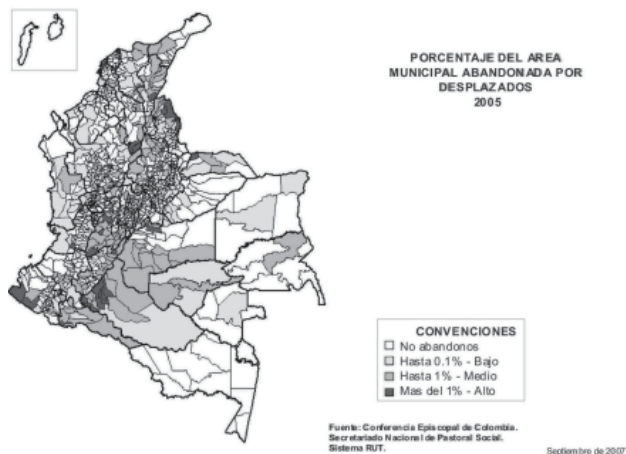 PORCENTAJE DEL AREA
MUNICIPAL ABANDONADA POR
DESPLAZADOS
2005
CONVENCIONES
No abandonos
Hasta 0.1% - Bajo
Hasta 1% - Medio
Mas del 1% - Alto
Fuente: Conferencia Episcopal de Colombia.
Secretariado Nacional de Pastoral Social.
Sistema RUT.
Septiembre de 2007